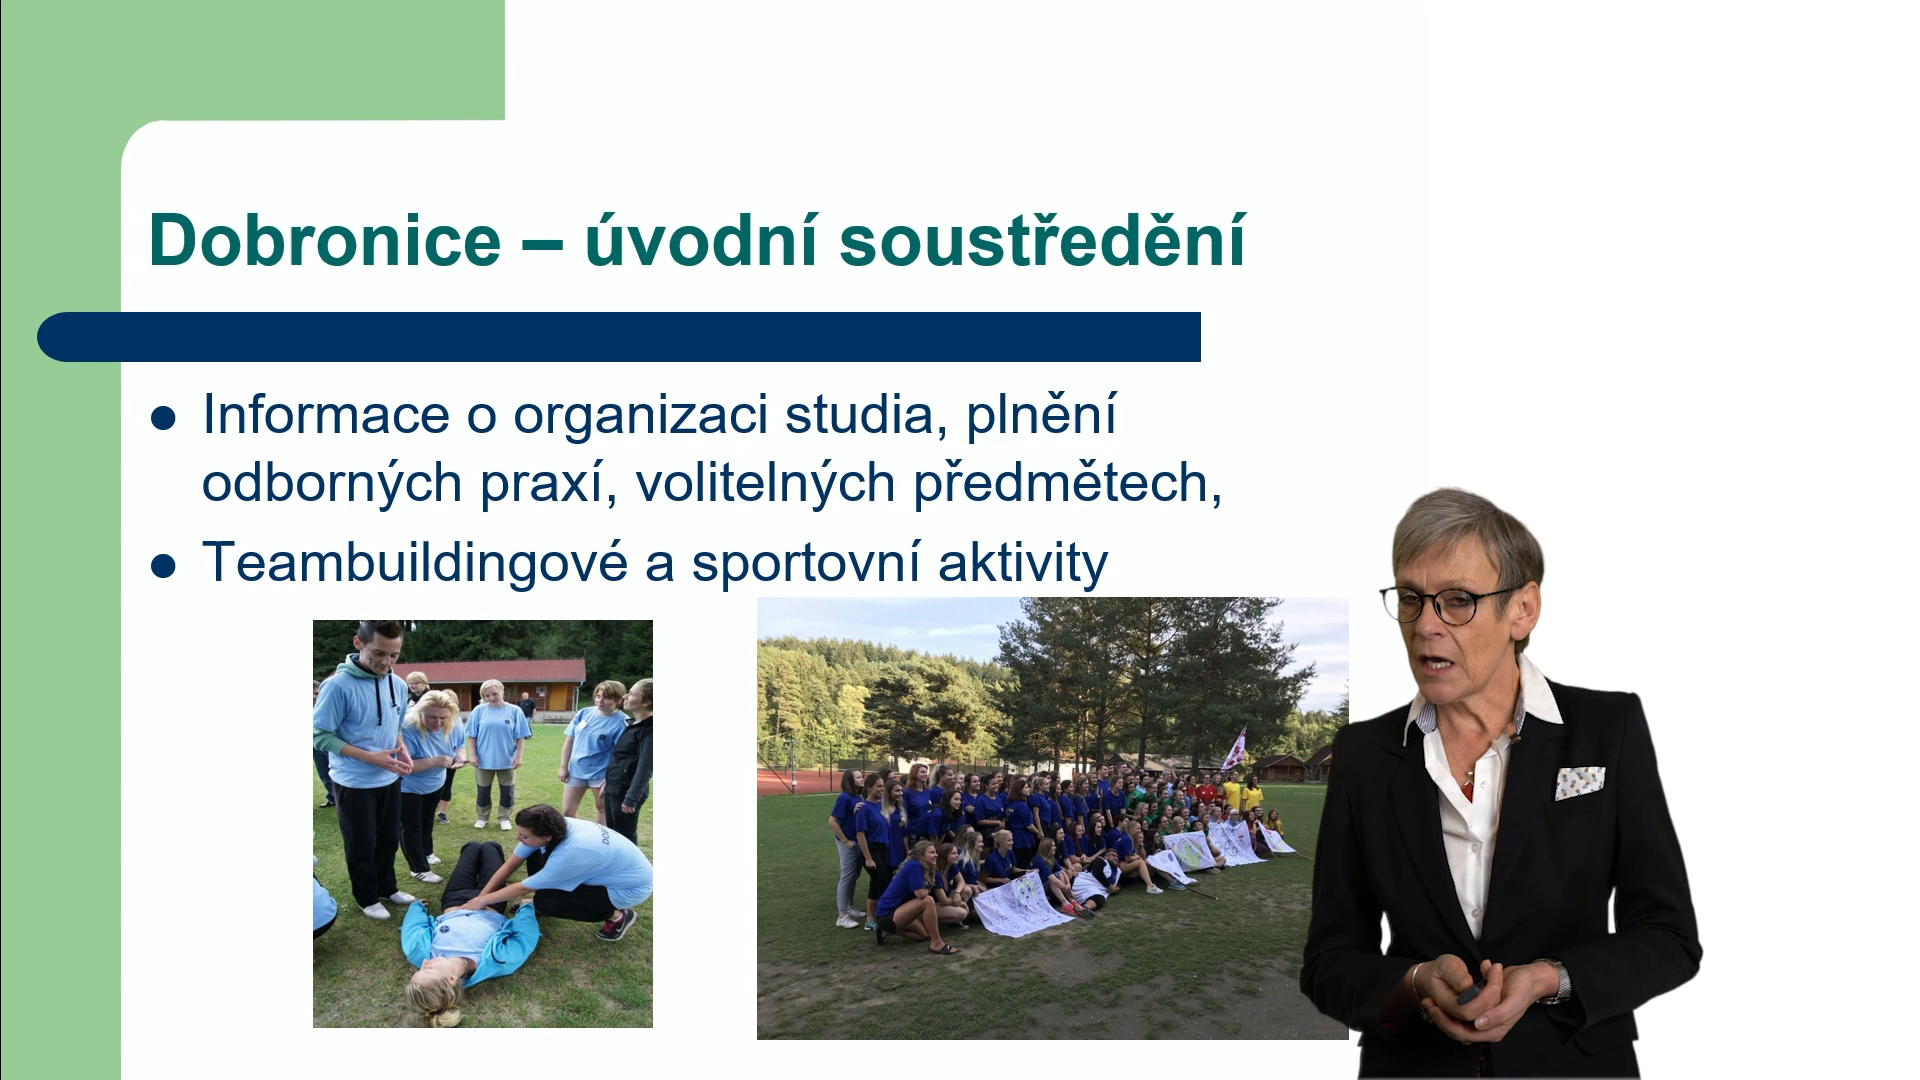 Dobronice – úvodní soustředění
● Informace o organizaci studia, plnění
odborných praxí, volitelných předmětech,
● Teambuildingové a sportovní aktivity